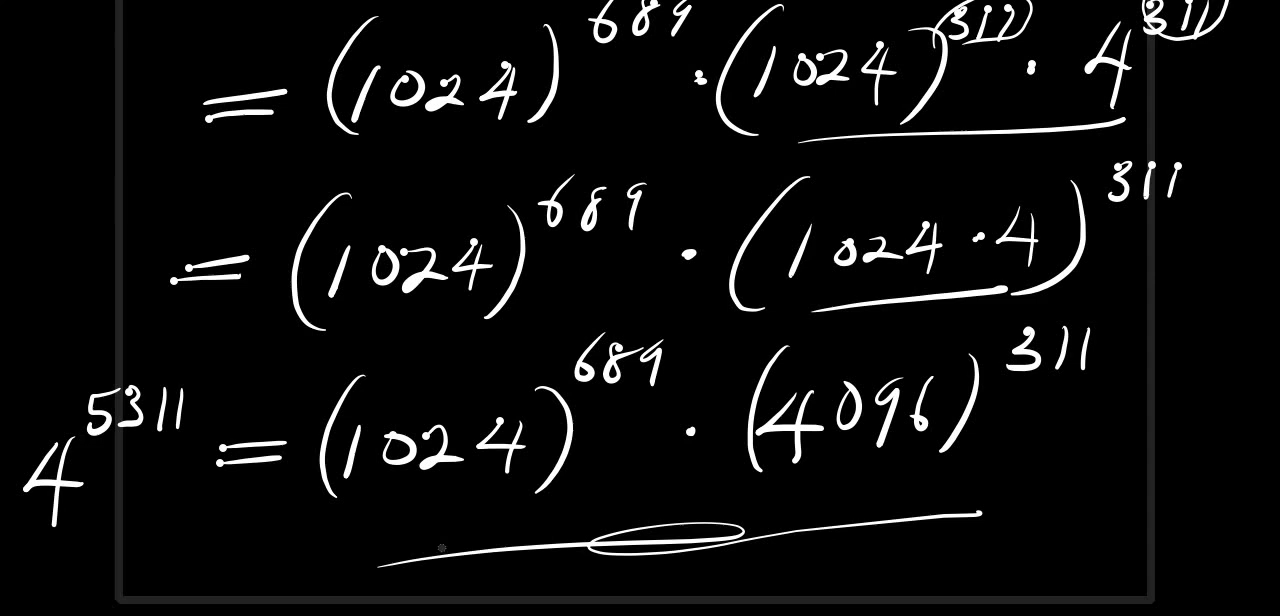 = (1024)^689 · (1024)^(311) · 4^(311)
= (1024)^689 · (1024 · 4)^311
4^5311 = (1024)^689 · (4096)^311